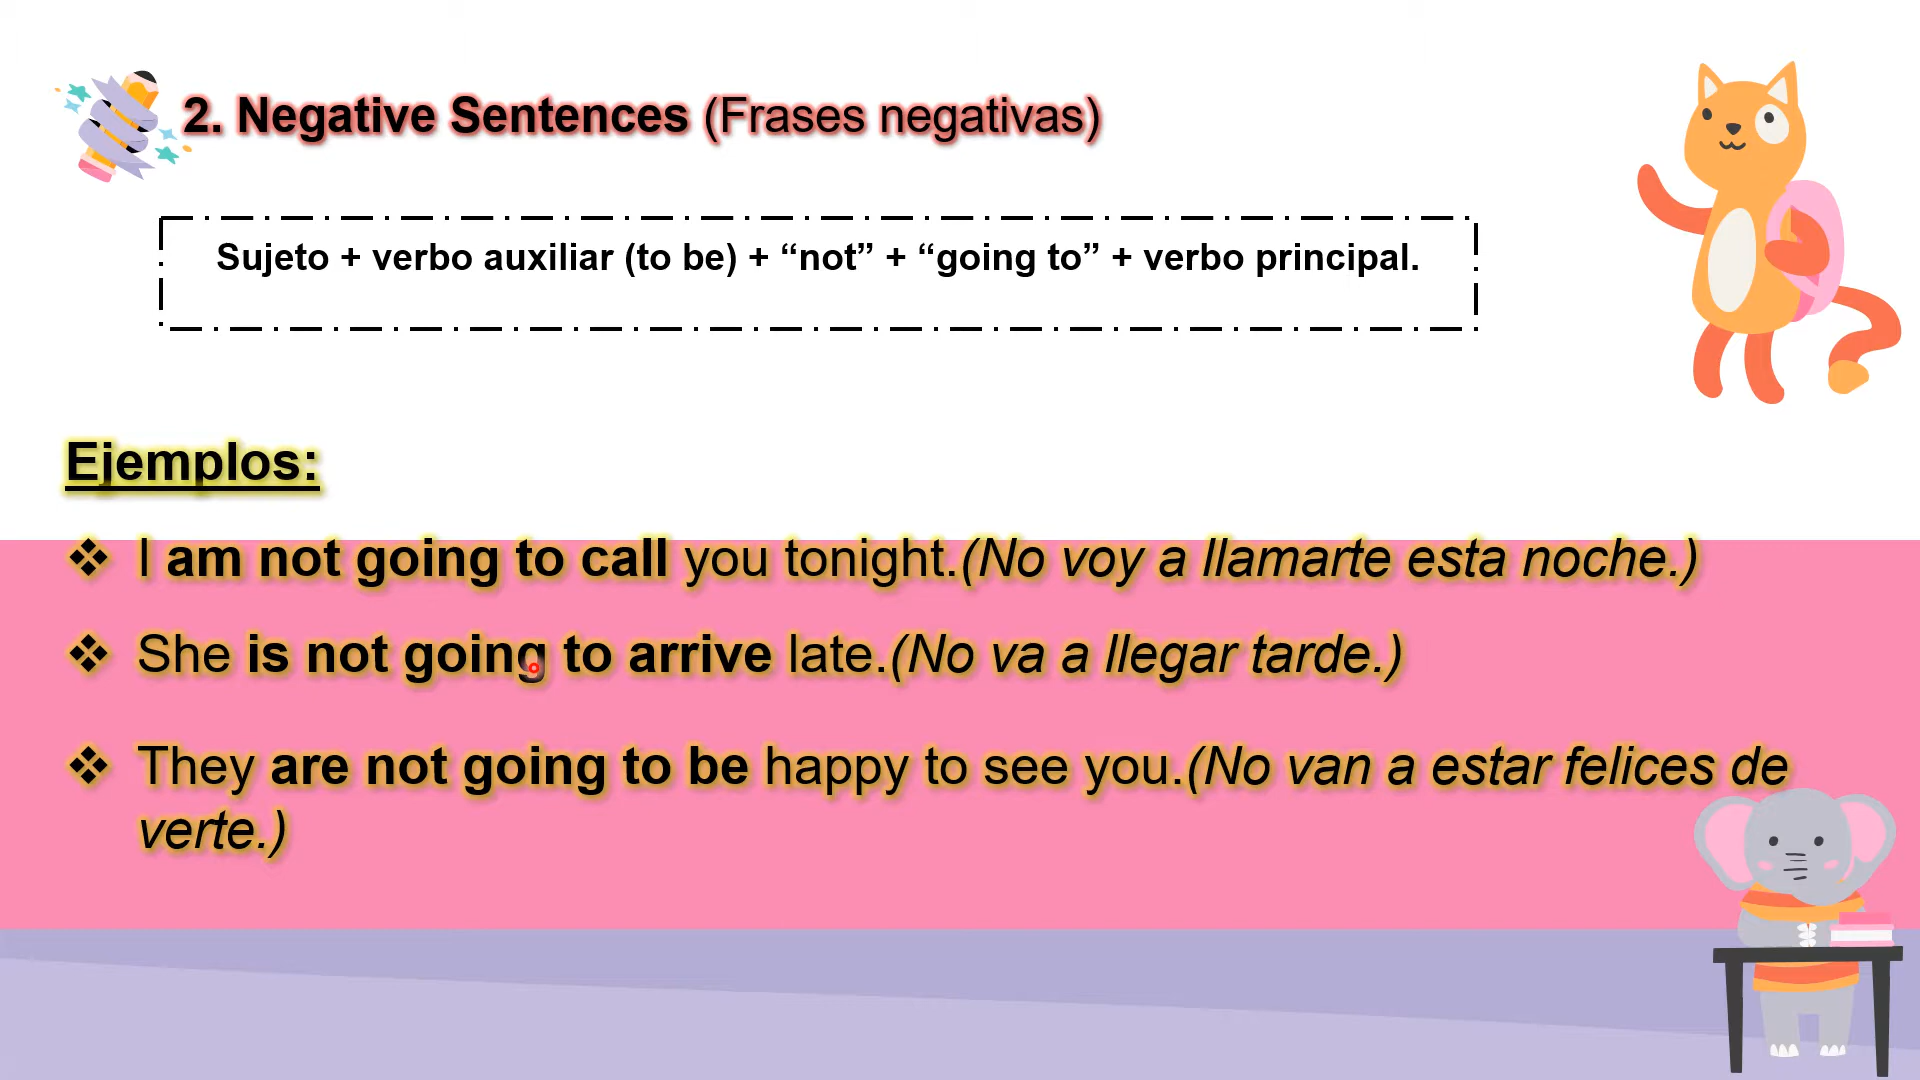 2. Negative Sentences (Frases negativas)
Sujeto + verbo auxiliar (to be) + “not” + “going to” + verbo principal.
Ejemplos:
❖ I am not going to call you tonight.(No voy a llamarte esta noche.)
❖ She is not going to arrive late.(No va a llegar tarde.)
❖ They are not going to be happy to see you.(No van a estar felices de
verte.)